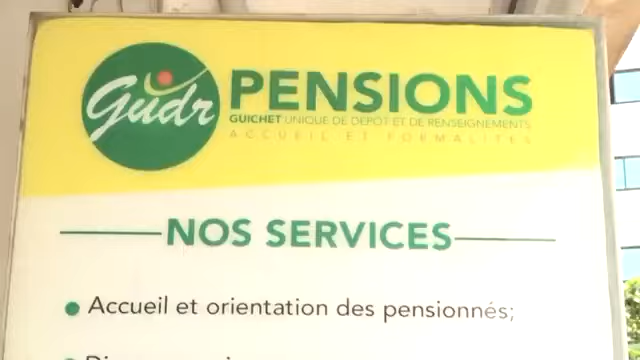 Gudr
PENSIONS
GUICHET UNIQUE DE DEPOT ET DE RENSEIGNEMENTS
ACCUEIL ET FORMALITES
NOS SERVICES
Accueil et orientation des pensionnés;